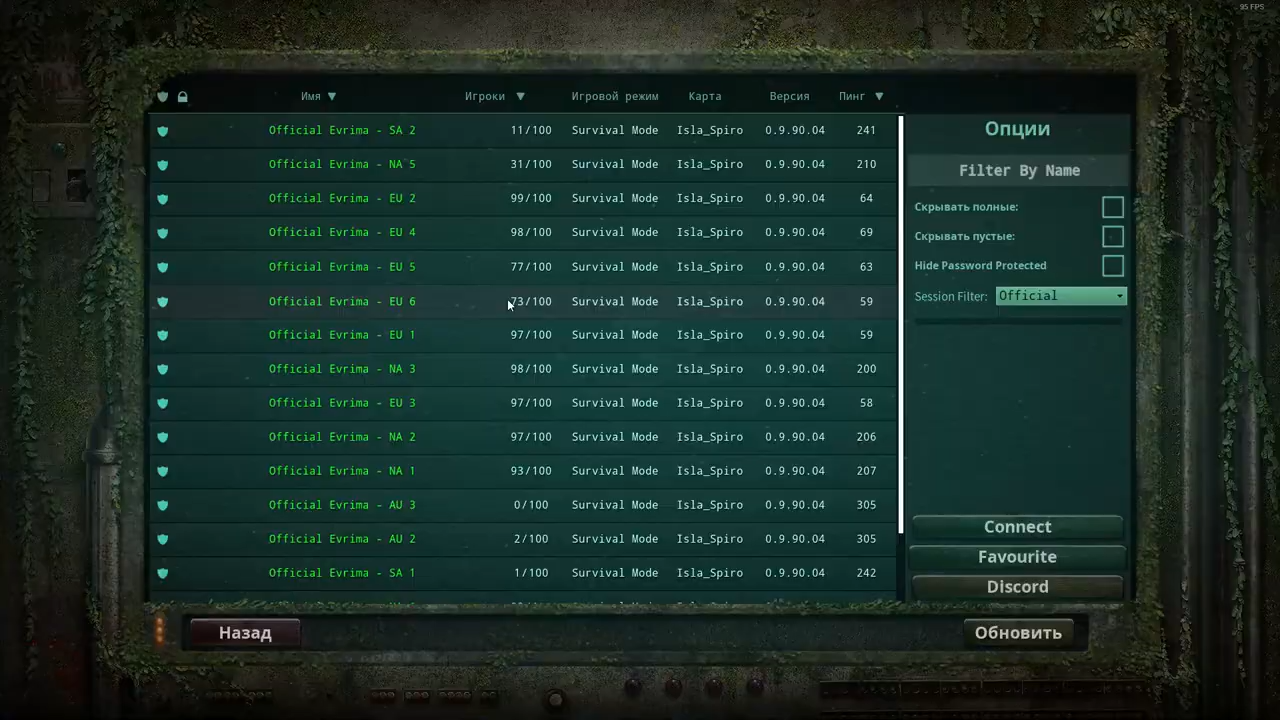 95 FPS
Имя ▼ Игроки ▼ Игровой режим Карта Версия Пинг ▼
Official Evrima - SA 2 11/100 Survival Mode Isla_Spiro 0.9.90.04 241
Official Evrima - NA 5 31/100 Survival Mode Isla_Spiro 0.9.90.04 210
Official Evrima - EU 2 99/100 Survival Mode Isla_Spiro 0.9.90.04 64
Official Evrima - EU 4 98/100 Survival Mode Isla_Spiro 0.9.90.04 69
Official Evrima - EU 5 77/100 Survival Mode Isla_Spiro 0.9.90.04 63
Official Evrima - EU 6 73/100 Survival Mode Isla_Spiro 0.9.90.04 59
Official Evrima - EU 1 97/100 Survival Mode Isla_Spiro 0.9.90.04 59
Official Evrima - NA 3 98/100 Survival Mode Isla_Spiro 0.9.90.04 200
Official Evrima - EU 3 97/100 Survival Mode Isla_Spiro 0.9.90.04 58
Official Evrima - NA 2 97/100 Survival Mode Isla_Spiro 0.9.90.04 206
Official Evrima - NA 1 93/100 Survival Mode Isla_Spiro 0.9.90.04 207
Official Evrima - AU 3 0/100 Survival Mode Isla_Spiro 0.9.90.04 305
Official Evrima - AU 2 2/100 Survival Mode Isla_Spiro 0.9.90.04 305
Official Evrima - SA 1 1/100 Survival Mode Isla_Spiro 0.9.90.04 242
Опции
Filter By Name
Скрывать полные:
Скрывать пустые:
Hide Password Protected
Session Filter: Official
Connect
Favourite
Discord
Назад
Обновить